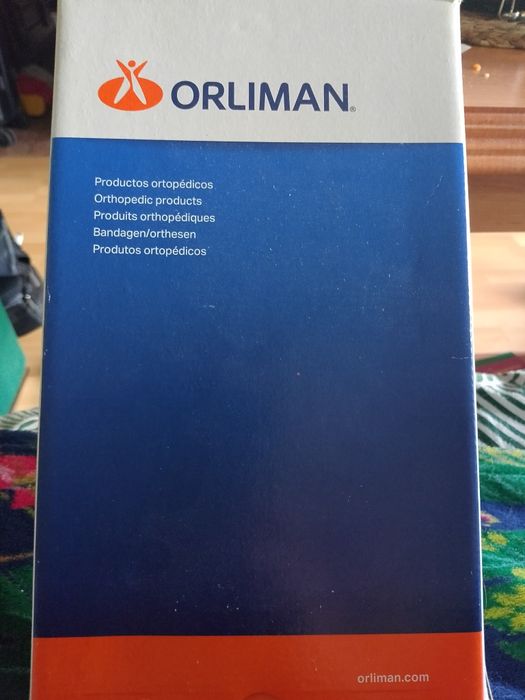 ORLIMAN®
Productos ortopédicos
Orthopedic products
Produits orthopédiques
Bandagen/orthesen
Produtos ortopédicos
orliman.com